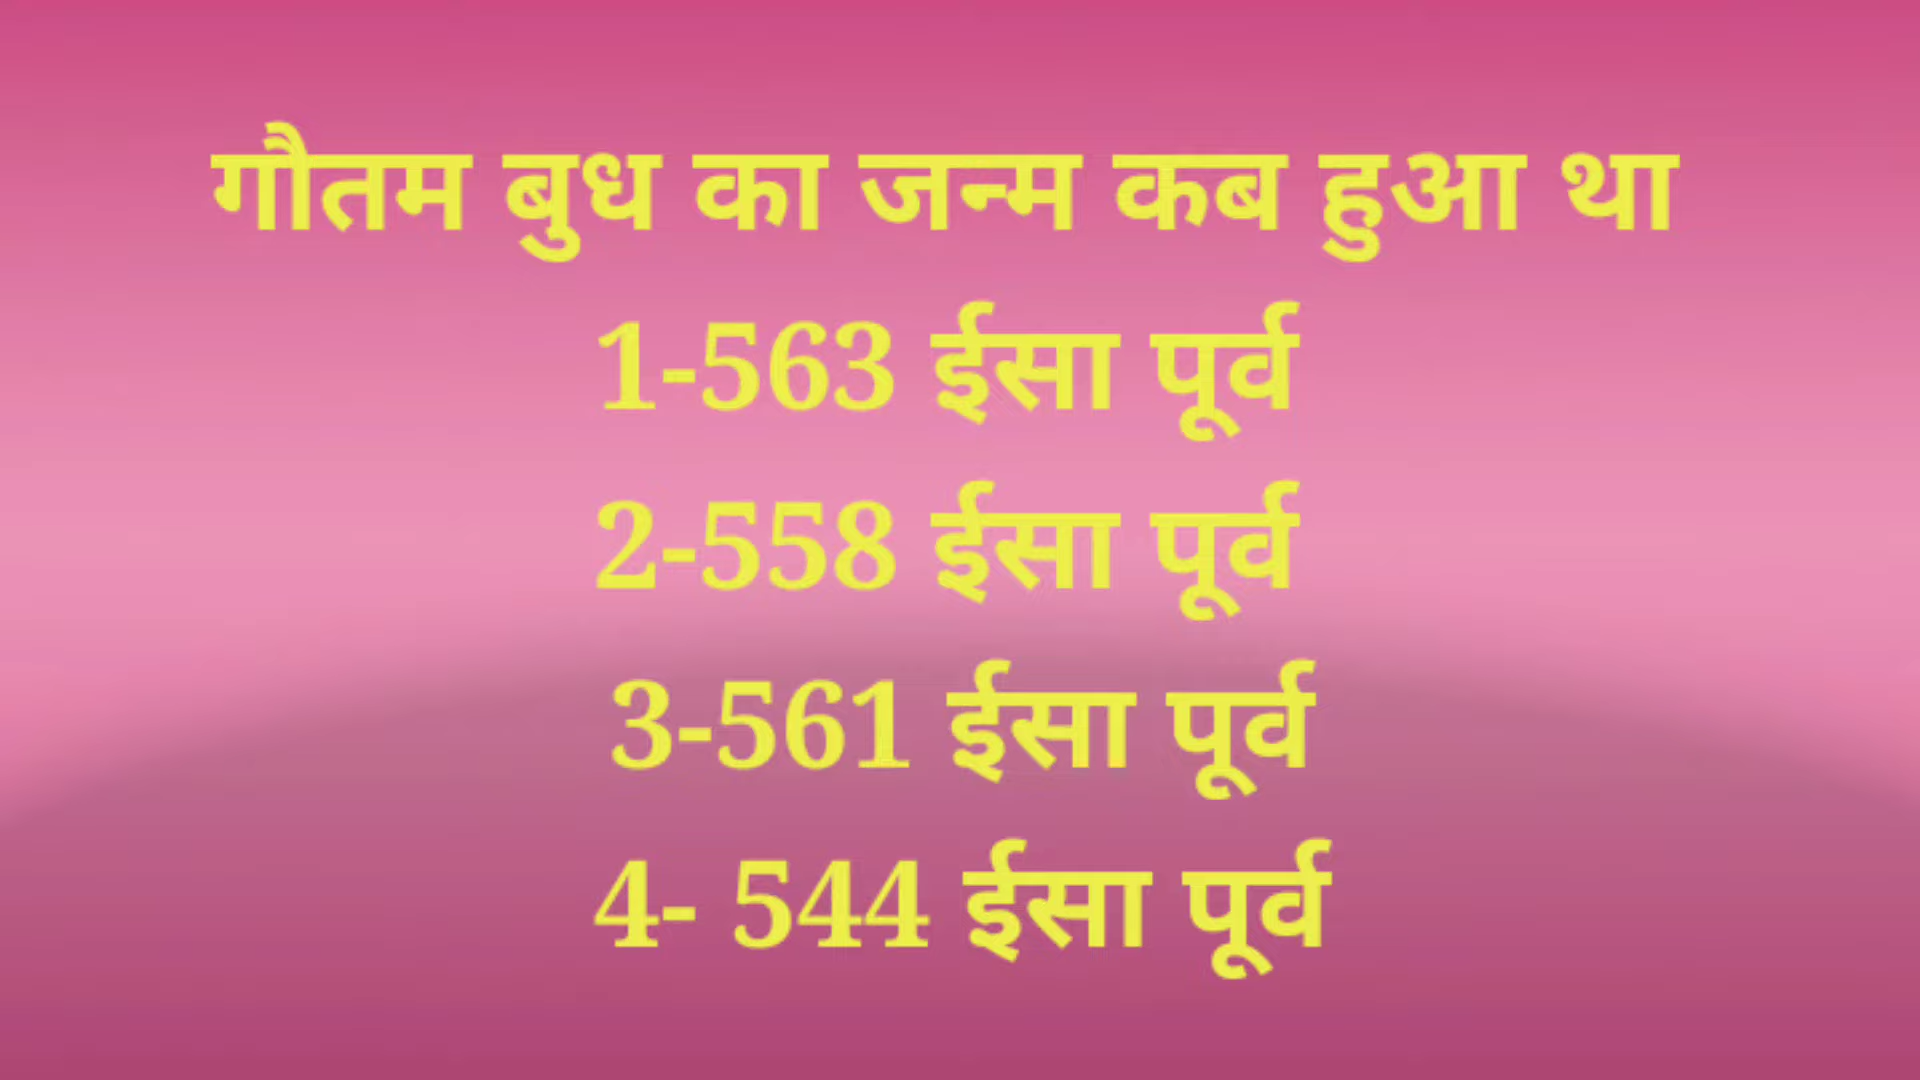 गौतम बुध का जन्म कब हुआ था
1-563 ईसा पूर्व
2-558 ईसा पूर्व
3-561 ईसा पूर्व
4- 544 ईसा पूर्व